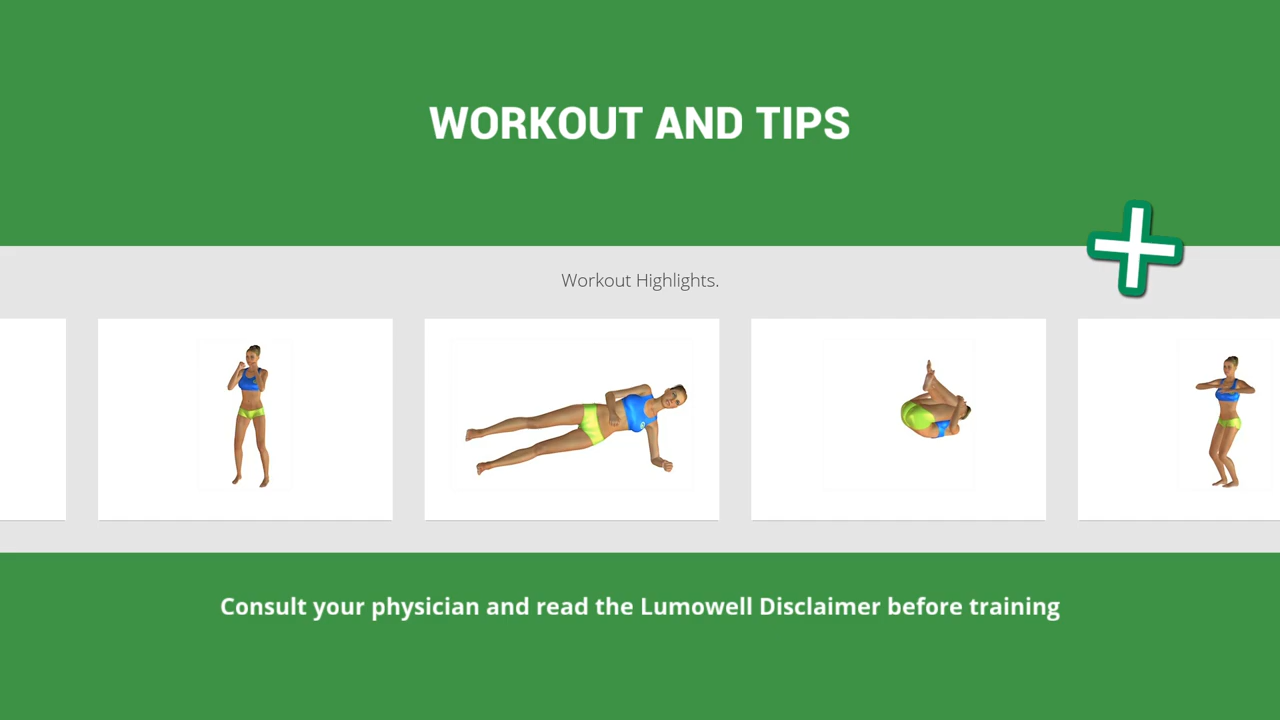 WORKOUT AND TIPS
Workout Highlights.
Consult your physician and read the Lumowell Disclaimer before training